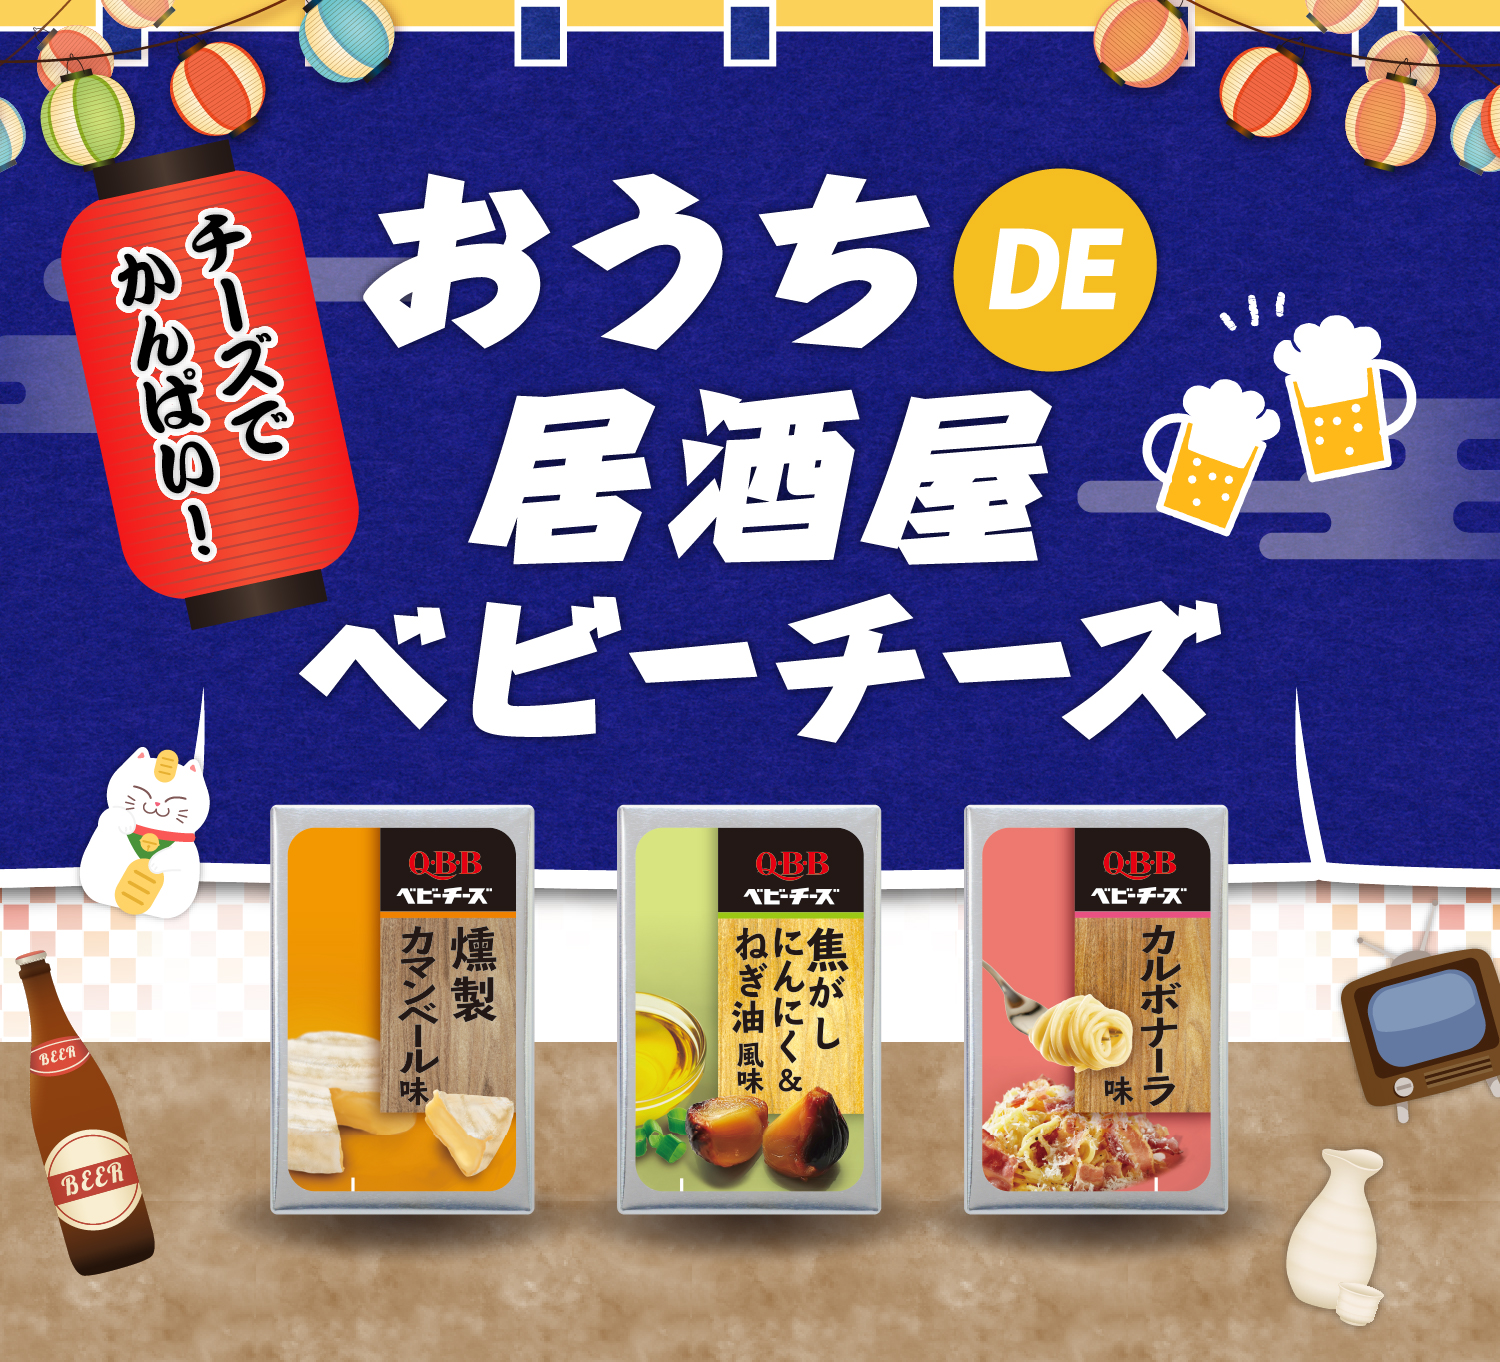 チーズで
かんぱい！
おうちDE
居酒屋
ベビーチーズ
Q・B・B
ベビーチーズ
燻製
カマンベール味
Q・B・B
ベビーチーズ
焦がし
にんにく&
ねぎ油風味
Q・B・B
ベビーチーズ
カルボナーラ
味
BEER
BEER